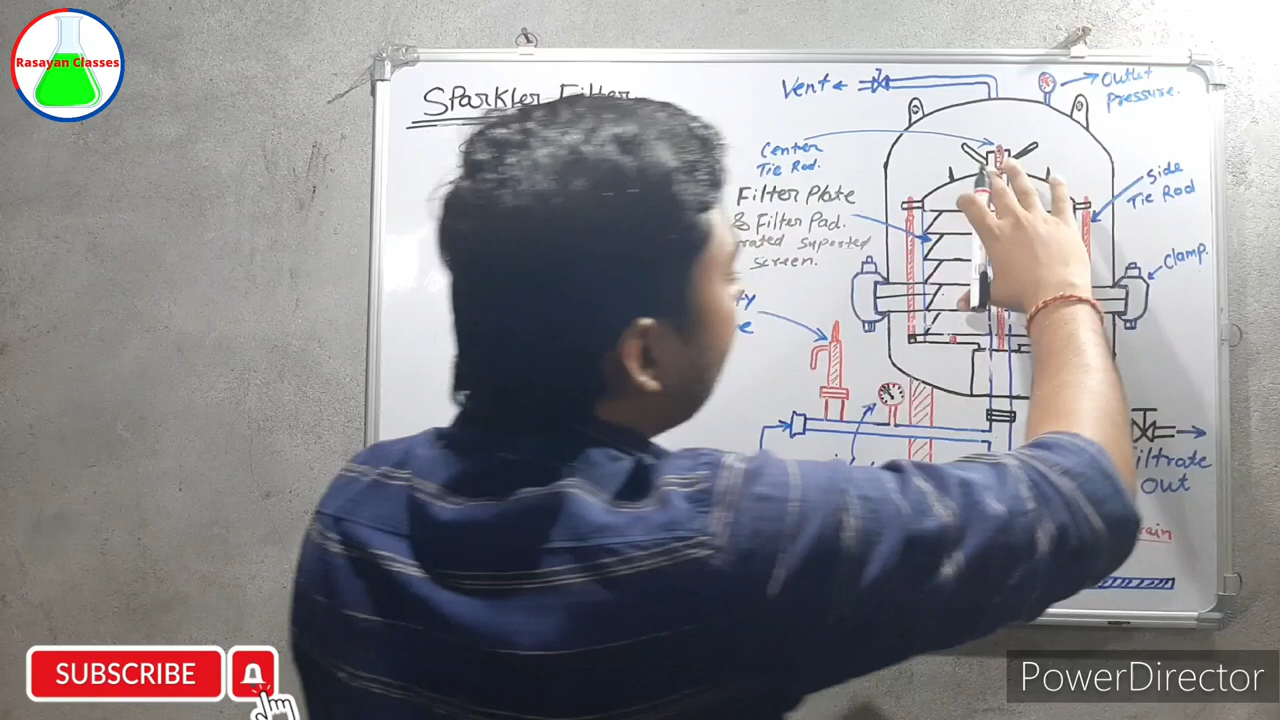 Rasayan Classes
Sparkler Filter
Vent
Outlet
pressure.
Center
Tie Rod.
Side
Tie Rod
Filter Plate
& Filter Pad.
suported
screen.
Clamp.
out
SUBSCRIBE
PowerDirector